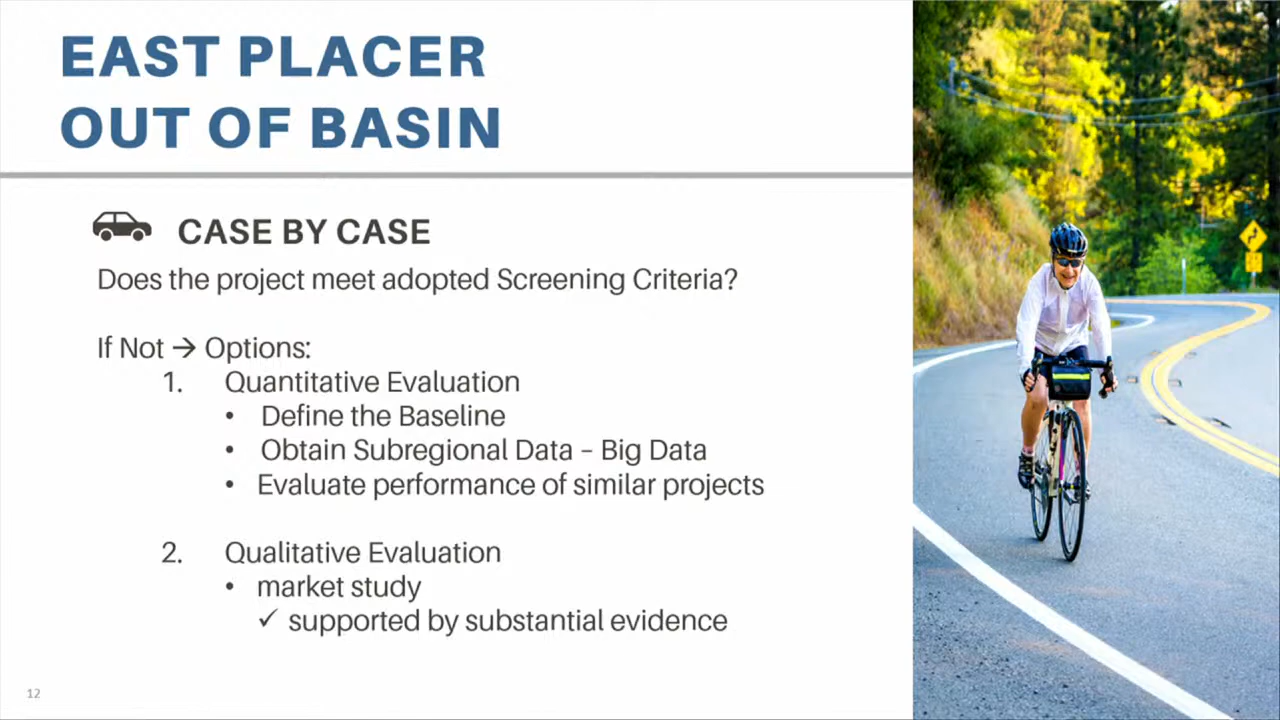 EAST PLACER
OUT OF BASIN
CASE BY CASE
Does the project meet adopted Screening Criteria?
If Not → Options:
1. Quantitative Evaluation
• Define the Baseline
• Obtain Subregional Data – Big Data
• Evaluate performance of similar projects
2. Qualitative Evaluation
• market study
✓ supported by substantial evidence
12